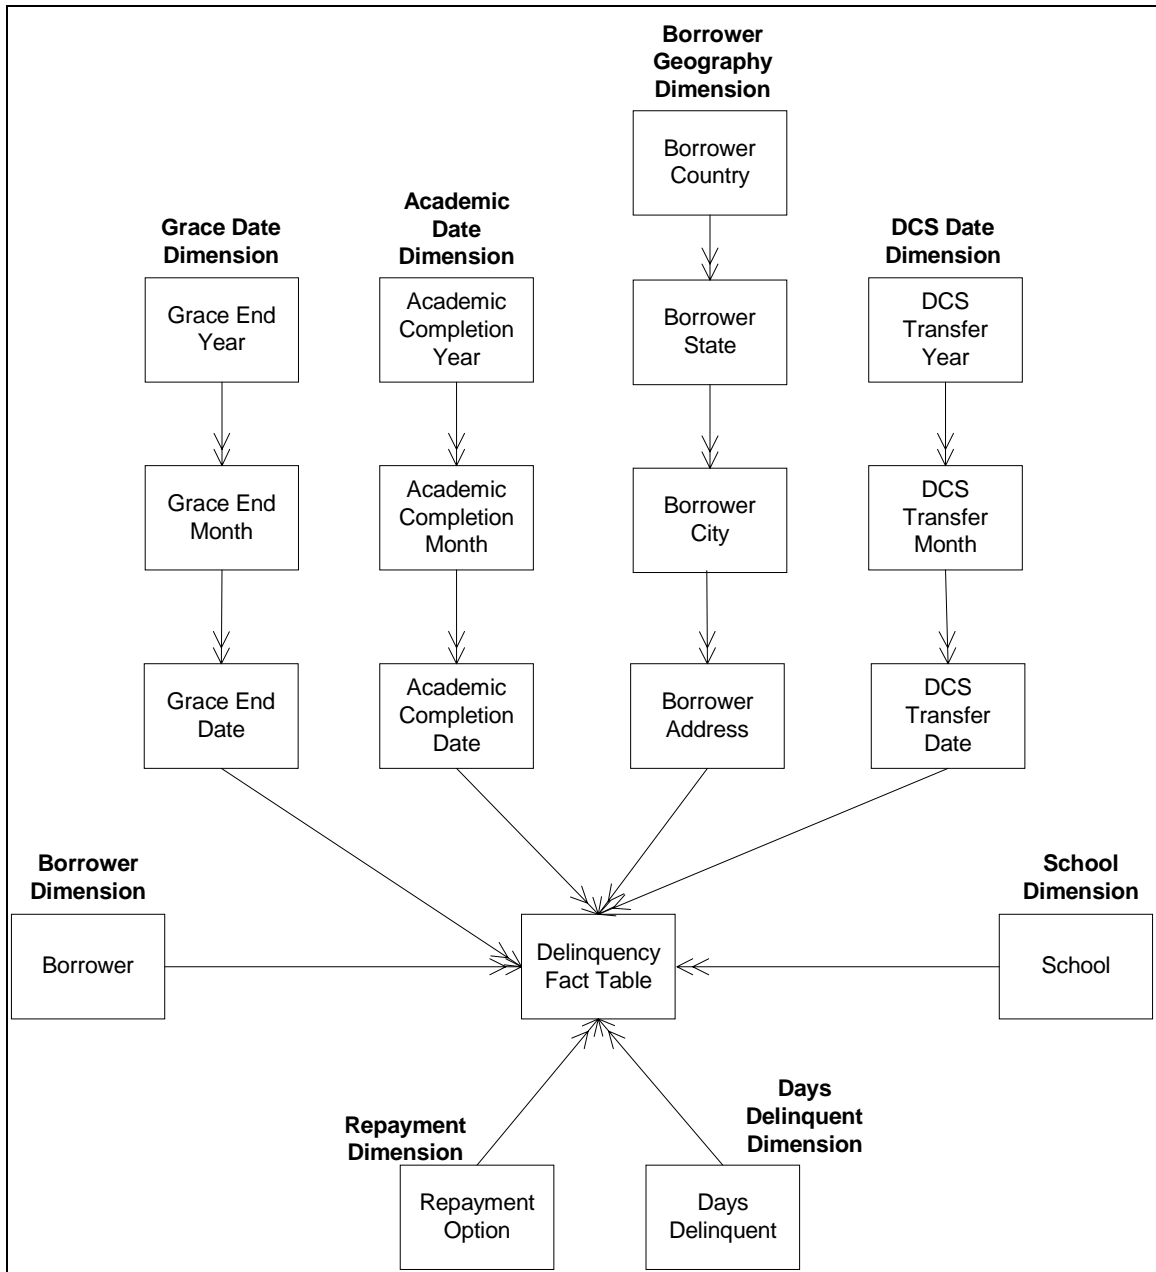 Borrower
Geography
Dimension
Borrower
Country
Grace Date
Dimension
Academic
Date
Dimension
DCS Date
Dimension
Grace End
Year
Academic
Completion
Year
Borrower
State
DCS
Transfer
Year
Grace End
Month
Academic
Completion
Month
Borrower
City
DCS
Transfer
Month
Grace End
Date
Academic
Completion
Date
Borrower
Address
DCS
Transfer
Date
Borrower
Dimension
School
Dimension
Borrower
Delinquency
Fact Table
School
Repayment
Dimension
Days
Delinquent
Dimension
Repayment
Option
Days
Delinquent